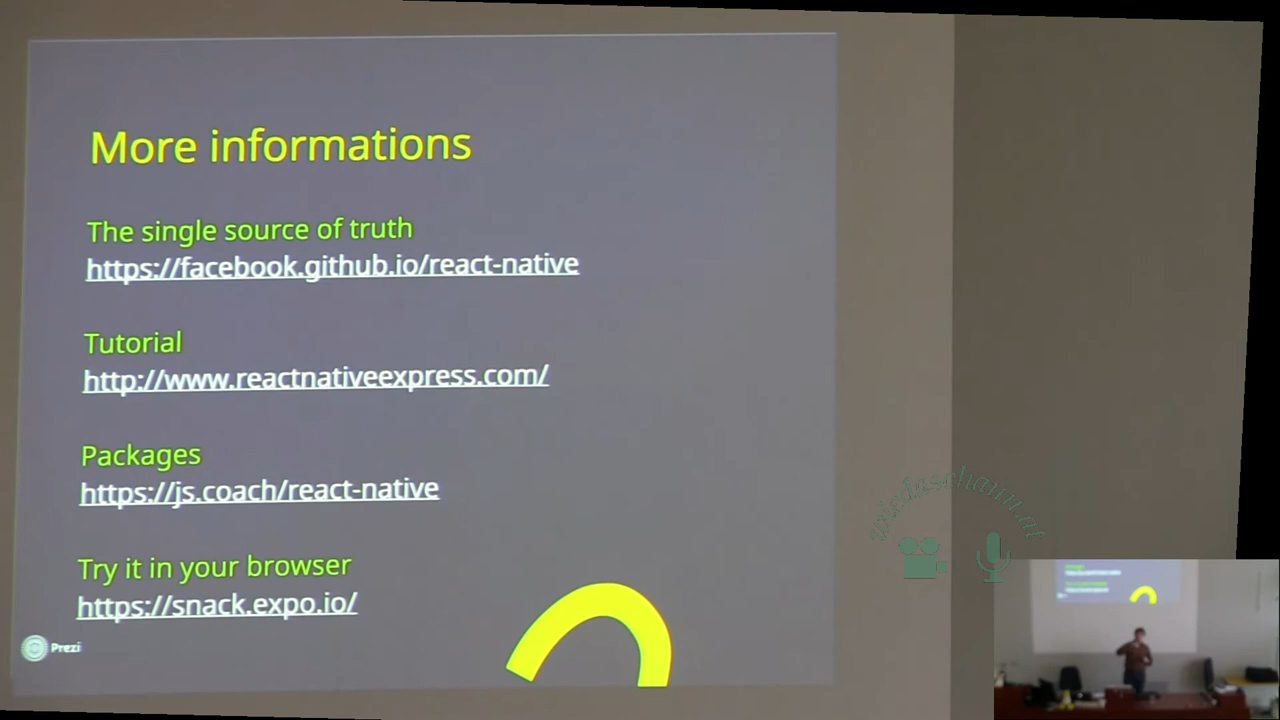 More informations
The single source of truth
https://facebook.github.io/react-native
Tutorial
http://www.reactnativeexpress.com/
Packages
https://js.coach/react-native
Try it in your browser
https://snack.expo.io/
Prezi